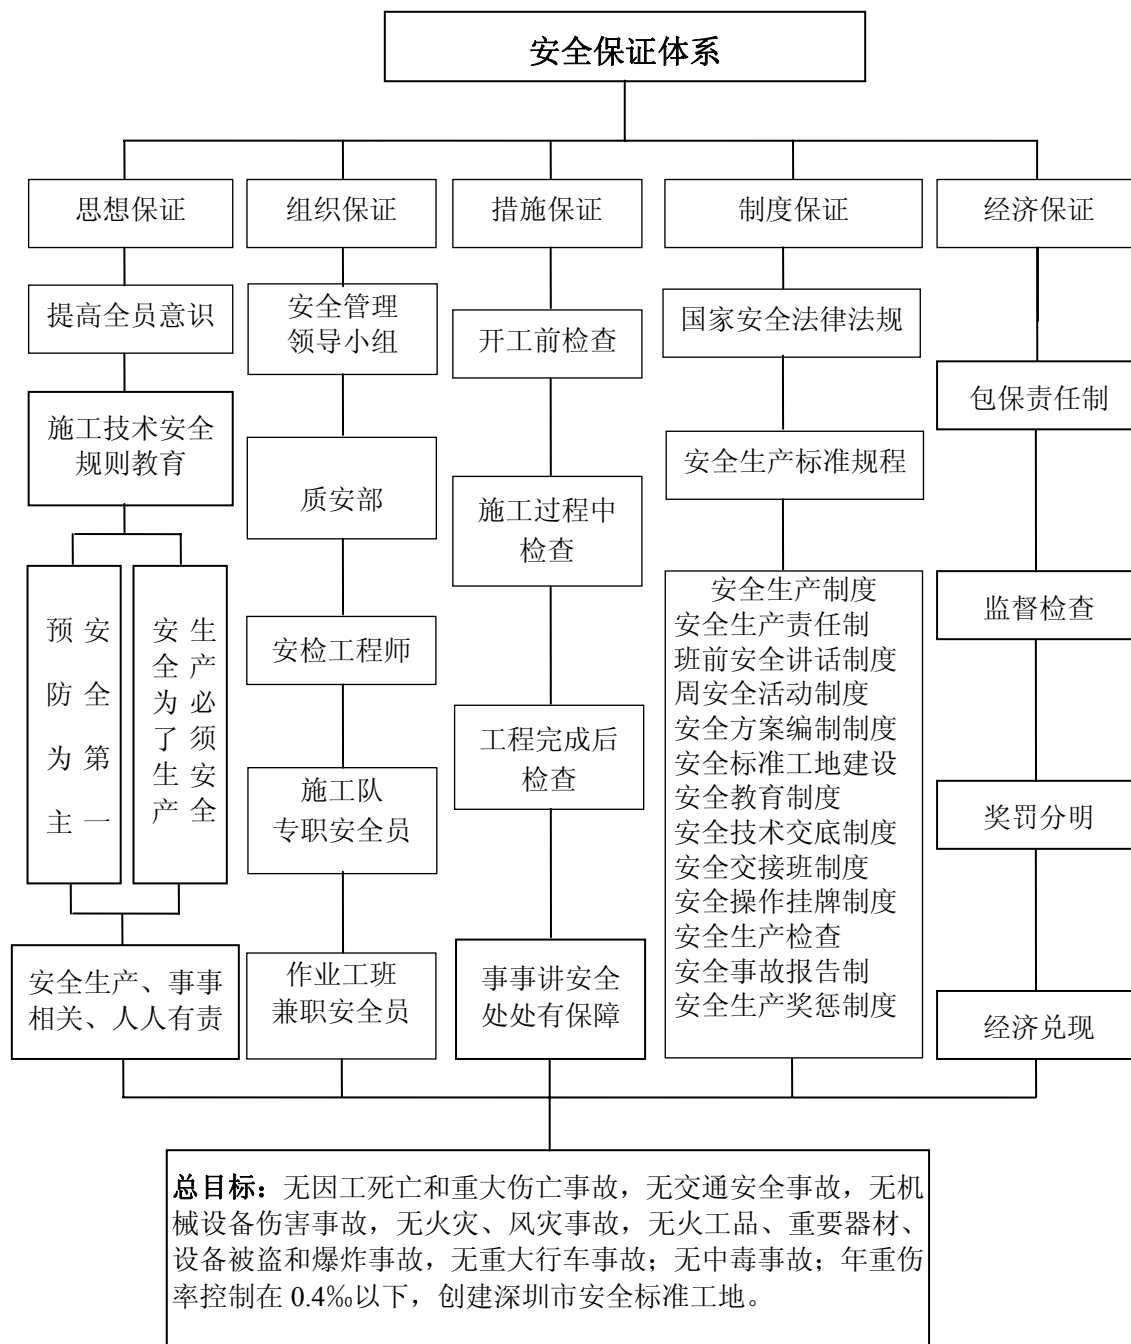 安全保证体系
思想保证
组织保证
措施保证
制度保证
经济保证
提高全员意识
施工技术安全
规则教育
安全第一
预防为主
生产必须安全
安全为了生产
安全生产、事事
相关、人人有责
安全管理
领导小组
质安部
安检工程师
施工队
专职安全员
作业工班
兼职安全员
开工前检查
施工过程中
检查
工程完成后
检查
事事讲安全
处处有保障
国家安全法律法规
安全生产标准规程
安全生产制度
安全生产责任制
班前安全讲话制度
周安全活动制度
安全方案编制制度
安全标准工地建设
安全教育制度
安全技术交底制度
安全交接班制度
安全操作挂牌制度
安全生产检查
安全事故报告制
安全生产奖惩制度
包保责任制
监督检查
奖罚分明
经济兑现
总目标：无因工死亡和重大伤亡事故，无交通安全事故，无机
械设备伤害事故，无火灾、风灾事故，无火工品、重要器材、
设备被盗和爆炸事故，无重大行车事故；无中毒事故；年重伤
率控制在 0.4‰以下，创建深圳市安全标准工地。